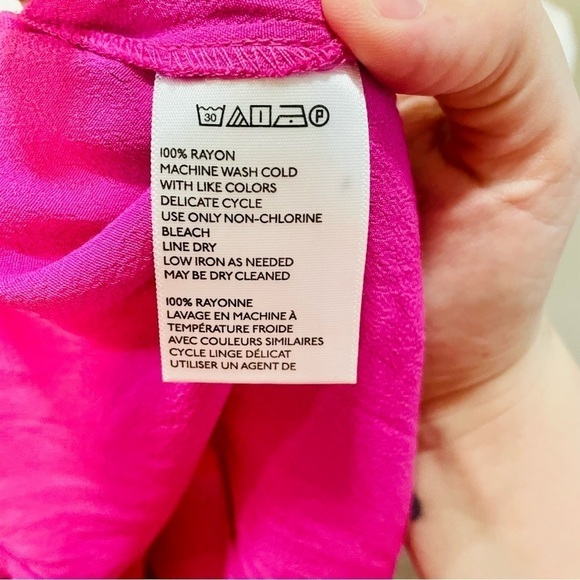 30 P
100% RAYON
MACHINE WASH COLD
WITH LIKE COLORS
DELICATE CYCLE
USE ONLY NON-CHLORINE
BLEACH
LINE DRY
LOW IRON AS NEEDED
MAY BE DRY CLEANED
100% RAYONNE
LAVAGE EN MACHINE À
TEMPÉRATURE FROIDE
AVEC COULEURS SIMILAIRES
CYCLE LINGE DÉLICAT
UTILISER UN AGENT DE